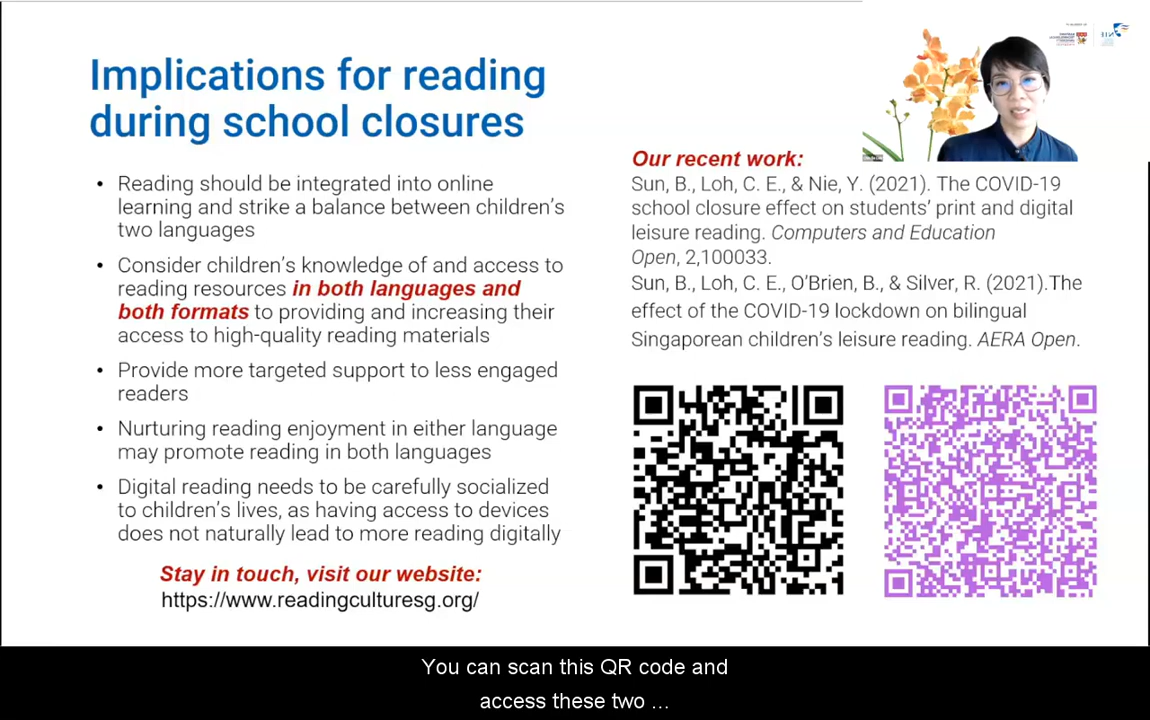 Implications for reading
during school closures
• Reading should be integrated into online
learning and strike a balance between children's
two languages
• Consider children's knowledge of and access to
reading resources in both languages and
both formats to providing and increasing their
access to high-quality reading materials
• Provide more targeted support to less engaged
readers
• Nurturing reading enjoyment in either language
may promote reading in both languages
• Digital reading needs to be carefully socialized
to children's lives, as having access to devices
does not naturally lead to more reading digitally
Stay in touch, visit our website:
https://www.readingculturesg.org/
Our recent work:
Sun, B., Loh, C. E., & Nie, Y. (2021). The COVID-19
school closure effect on students' print and digital
leisure reading. Computers and Education
Open, 2,100033.
Sun, B., Loh, C. E., O'Brien, B., & Silver, R. (2021).The
effect of the COVID-19 lockdown on bilingual
Singaporean children's leisure reading. AERA Open.
You can scan this QR code and
access these two ...